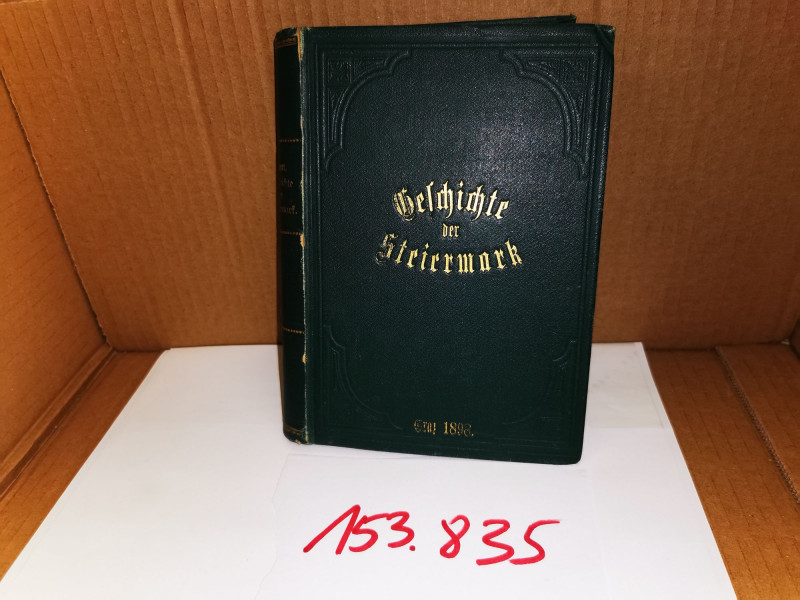 Geschichte
der
Steiermark
Graz 1898.
153.835